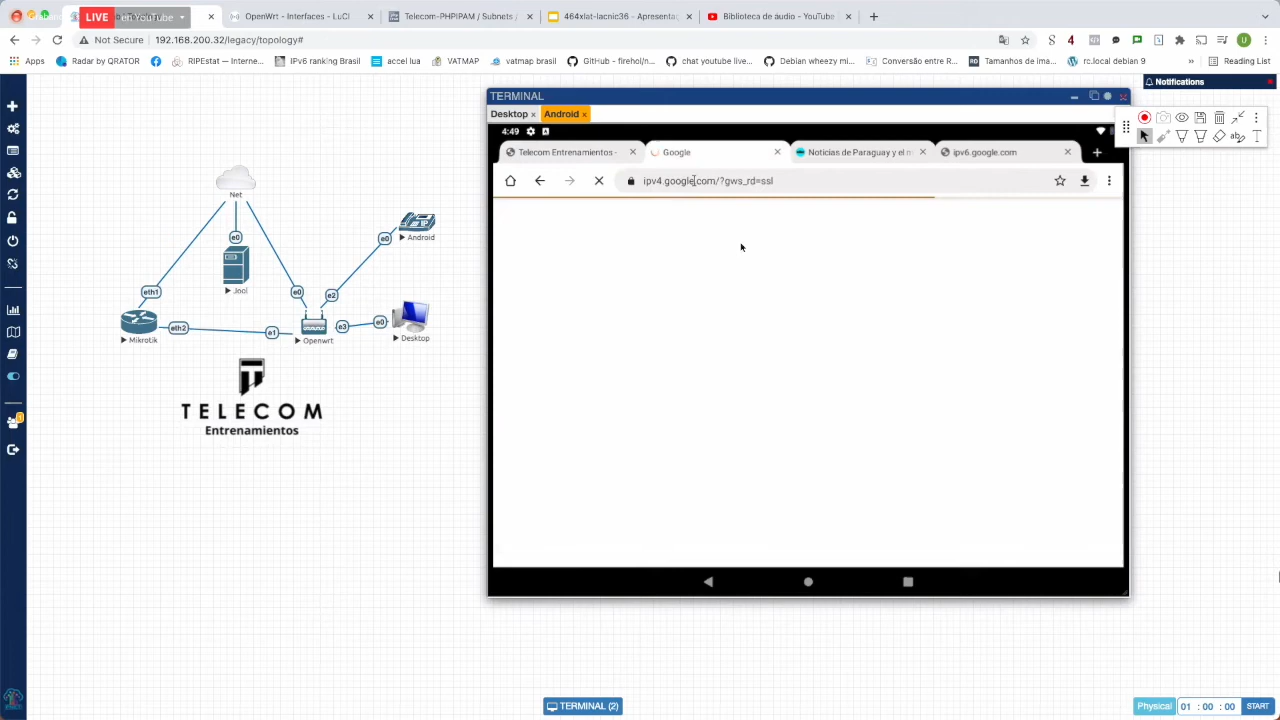 LIVE
en YouTube
OpenWrt - Interfaces - LuCI
Telecom-PHPIPAM / Subnet
464xlat-lacnic36 - Apresentaç
Biblioteca de áudio - YouTube
Not Secure
192.168.200.32/legacy/topology#
Apps
Radar by QRATOR
RIPEstat — Interne...
IPv6 ranking Brasil
accel lua
VATMAP
vatmap brasil
GitHub - firehol/n...
chat youtube live...
Debian wheezy mi...
Conversão entre R...
Tamanhos de ima...
rc.local debian 9
»
Reading List
Notifications
TERMINAL
Desktop ×
Android ×
4:49
Telecom Entrenamientos -
Google
Noticias de Paraguay y el n
ipv6.google.com
ipv4.google.com/?gws_rd=ssl
Net
e0
Android
e0
Jool
eth1
e0
e2
Mikrotik
eth2
e1
Openwrt
e3
e0
Desktop
TELECOM
Entrenamientos
TERMINAL (2)
Physical
01 : 00 : 00
START